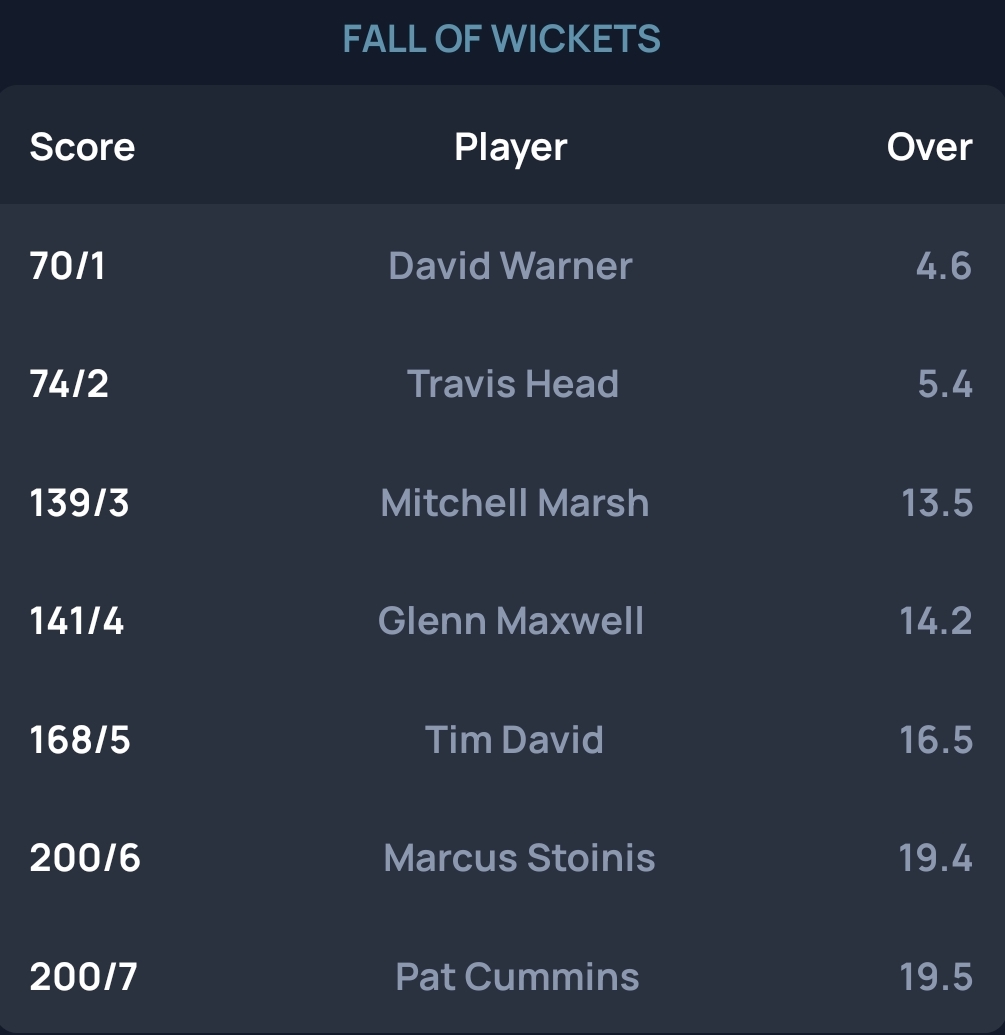 FALL OF WICKETS
Score Player Over
70/1 David Warner 4.6
74/2 Travis Head 5.4
139/3 Mitchell Marsh 13.5
141/4 Glenn Maxwell 14.2
168/5 Tim David 16.5
200/6 Marcus Stoinis 19.4
200/7 Pat Cummins 19.5